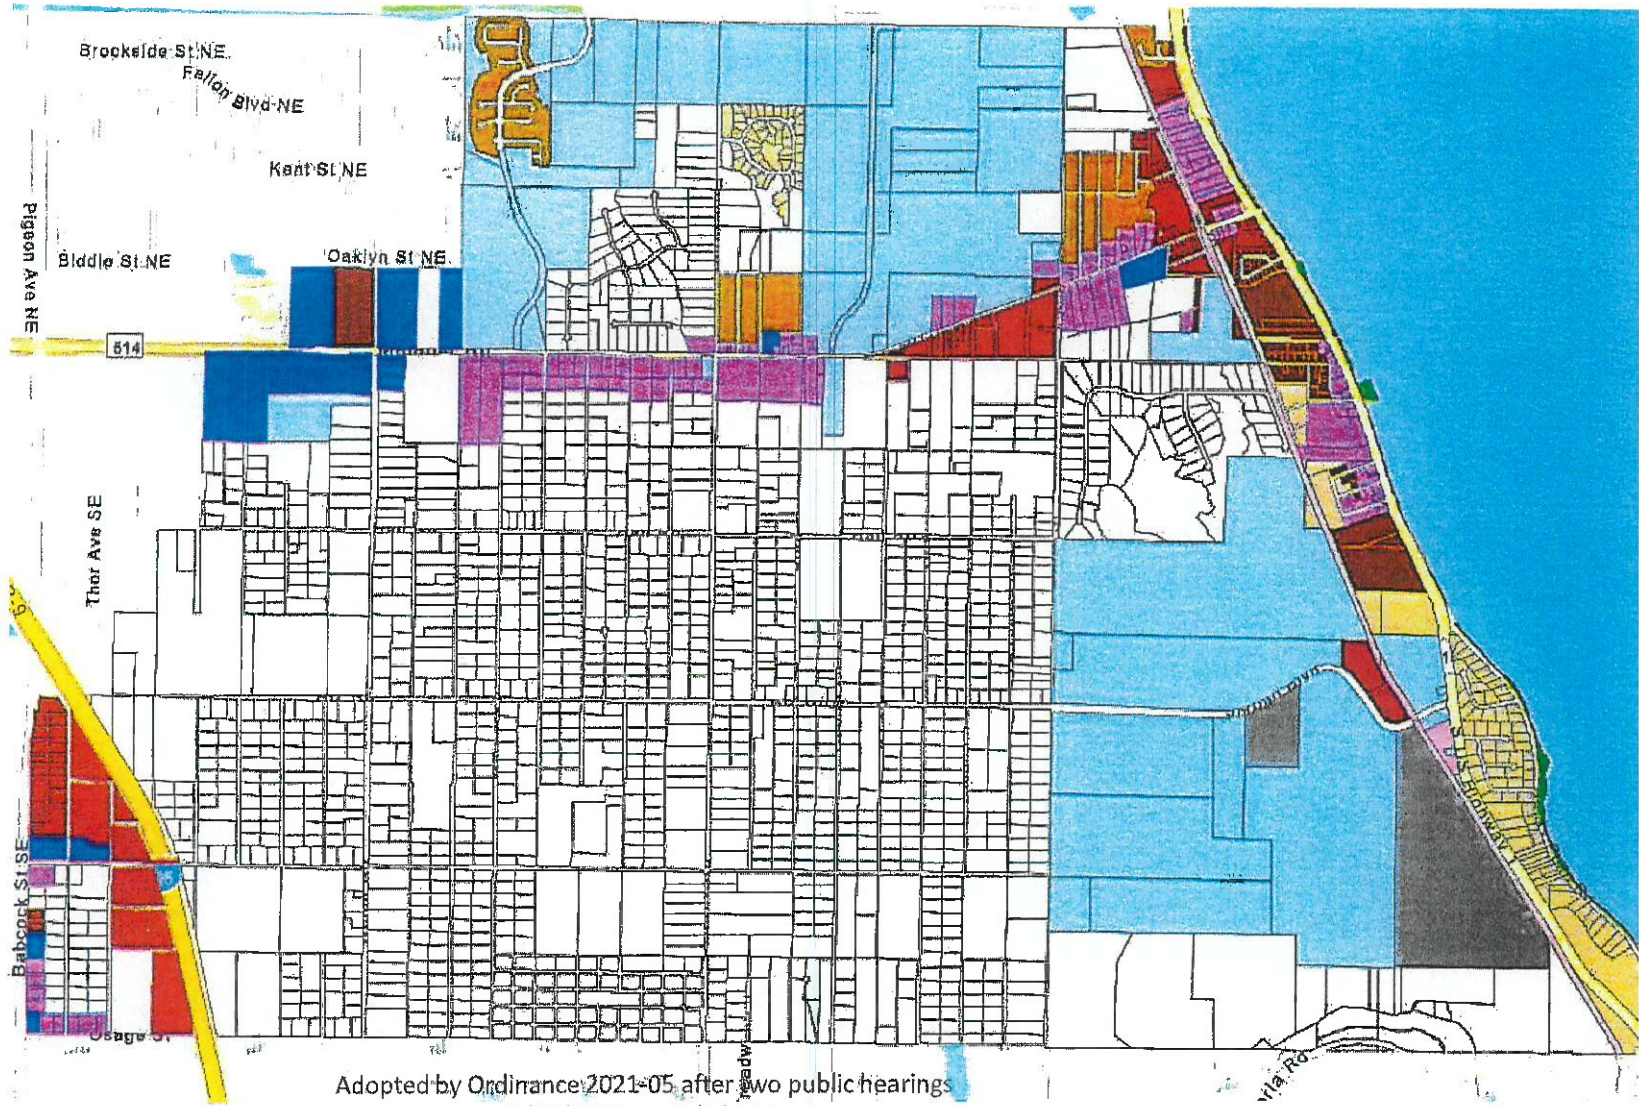 Brookside St NE
Fallon Blvd NE
Kent St NE
Pigeon Ave NE
Biddle St NE
Oaklyn St NE
514
Thor Ave SE
Babcock St SE
Osage St
Adopted by Ordinance 2021-05 after two public hearings